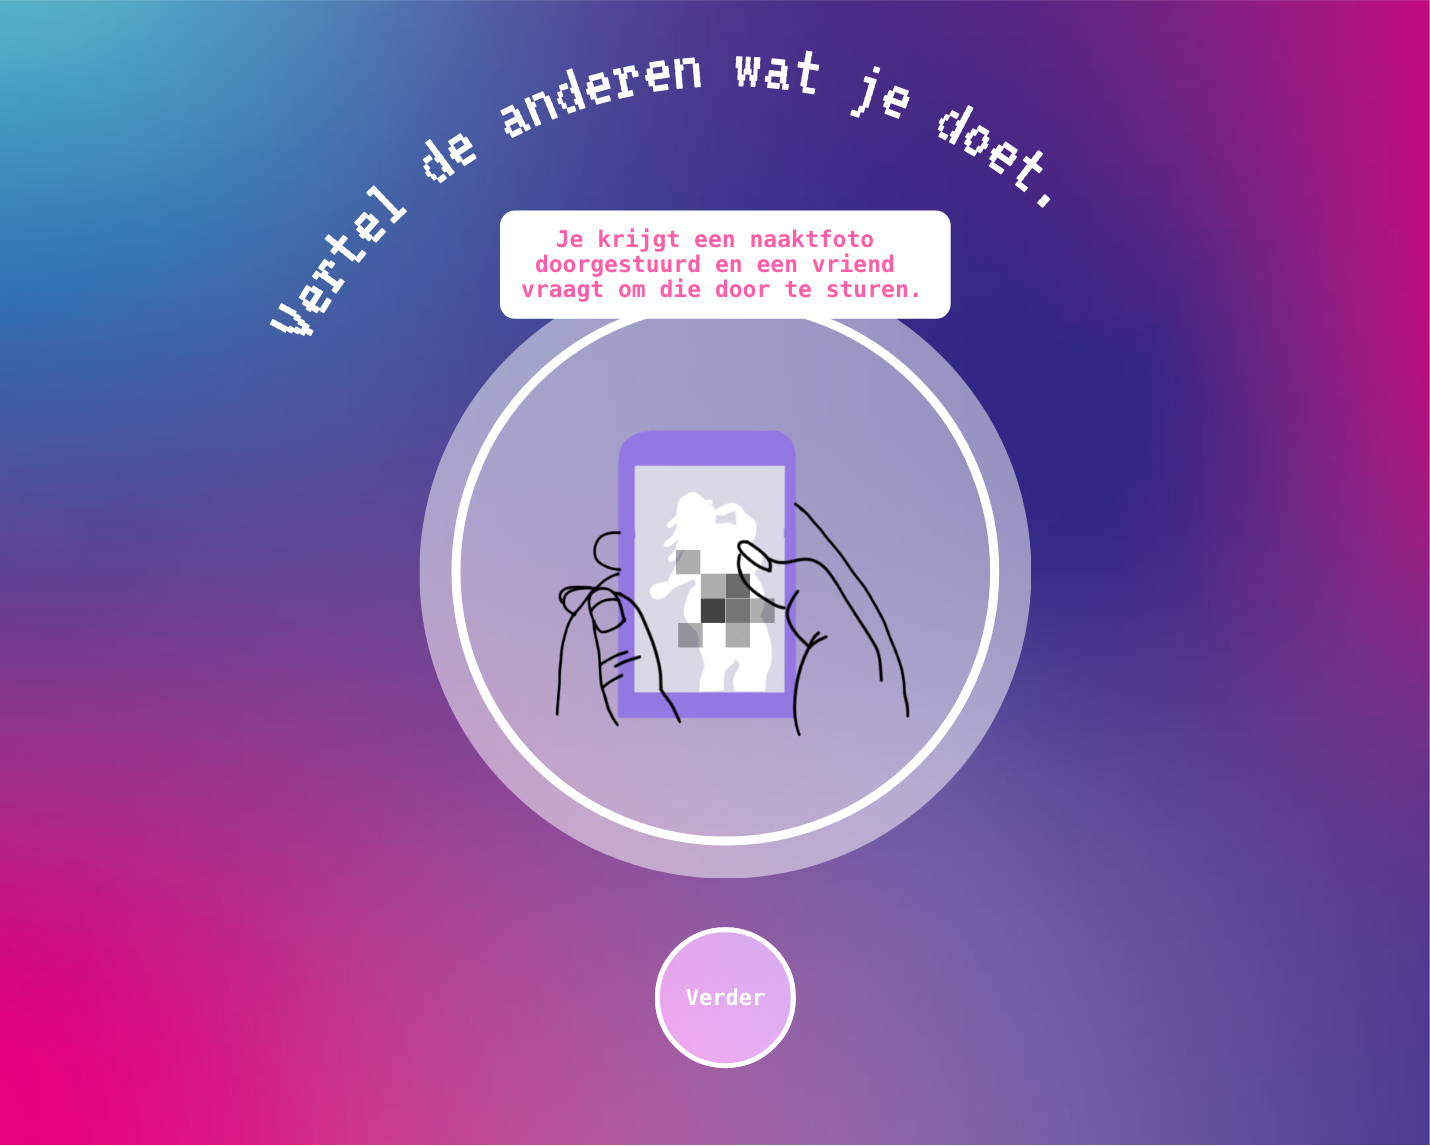 Vertel de anderen wat je doet.
Je krijgt een naaktfoto
doorgestuurd en een vriend
vraagt om die door te sturen.
Verder